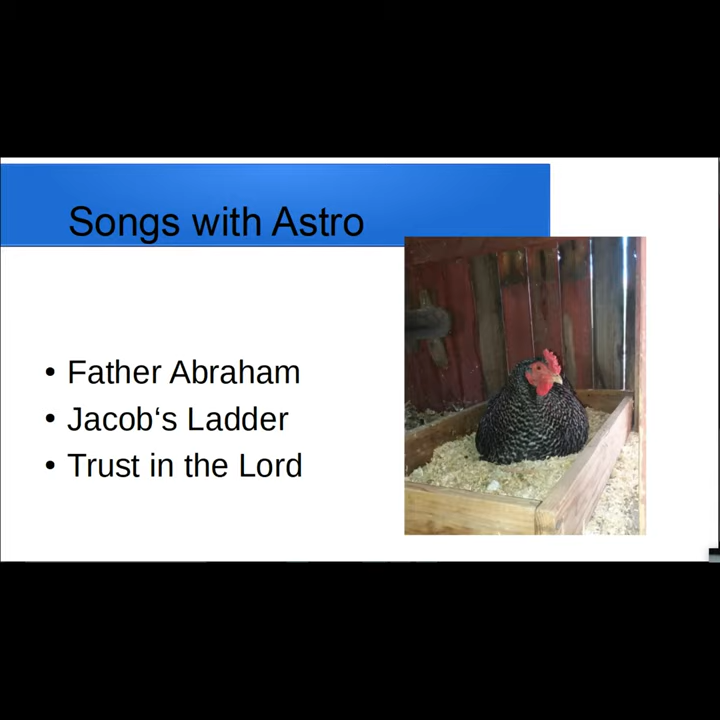 Songs with Astro
• Father Abraham
• Jacob‘s Ladder
• Trust in the Lord